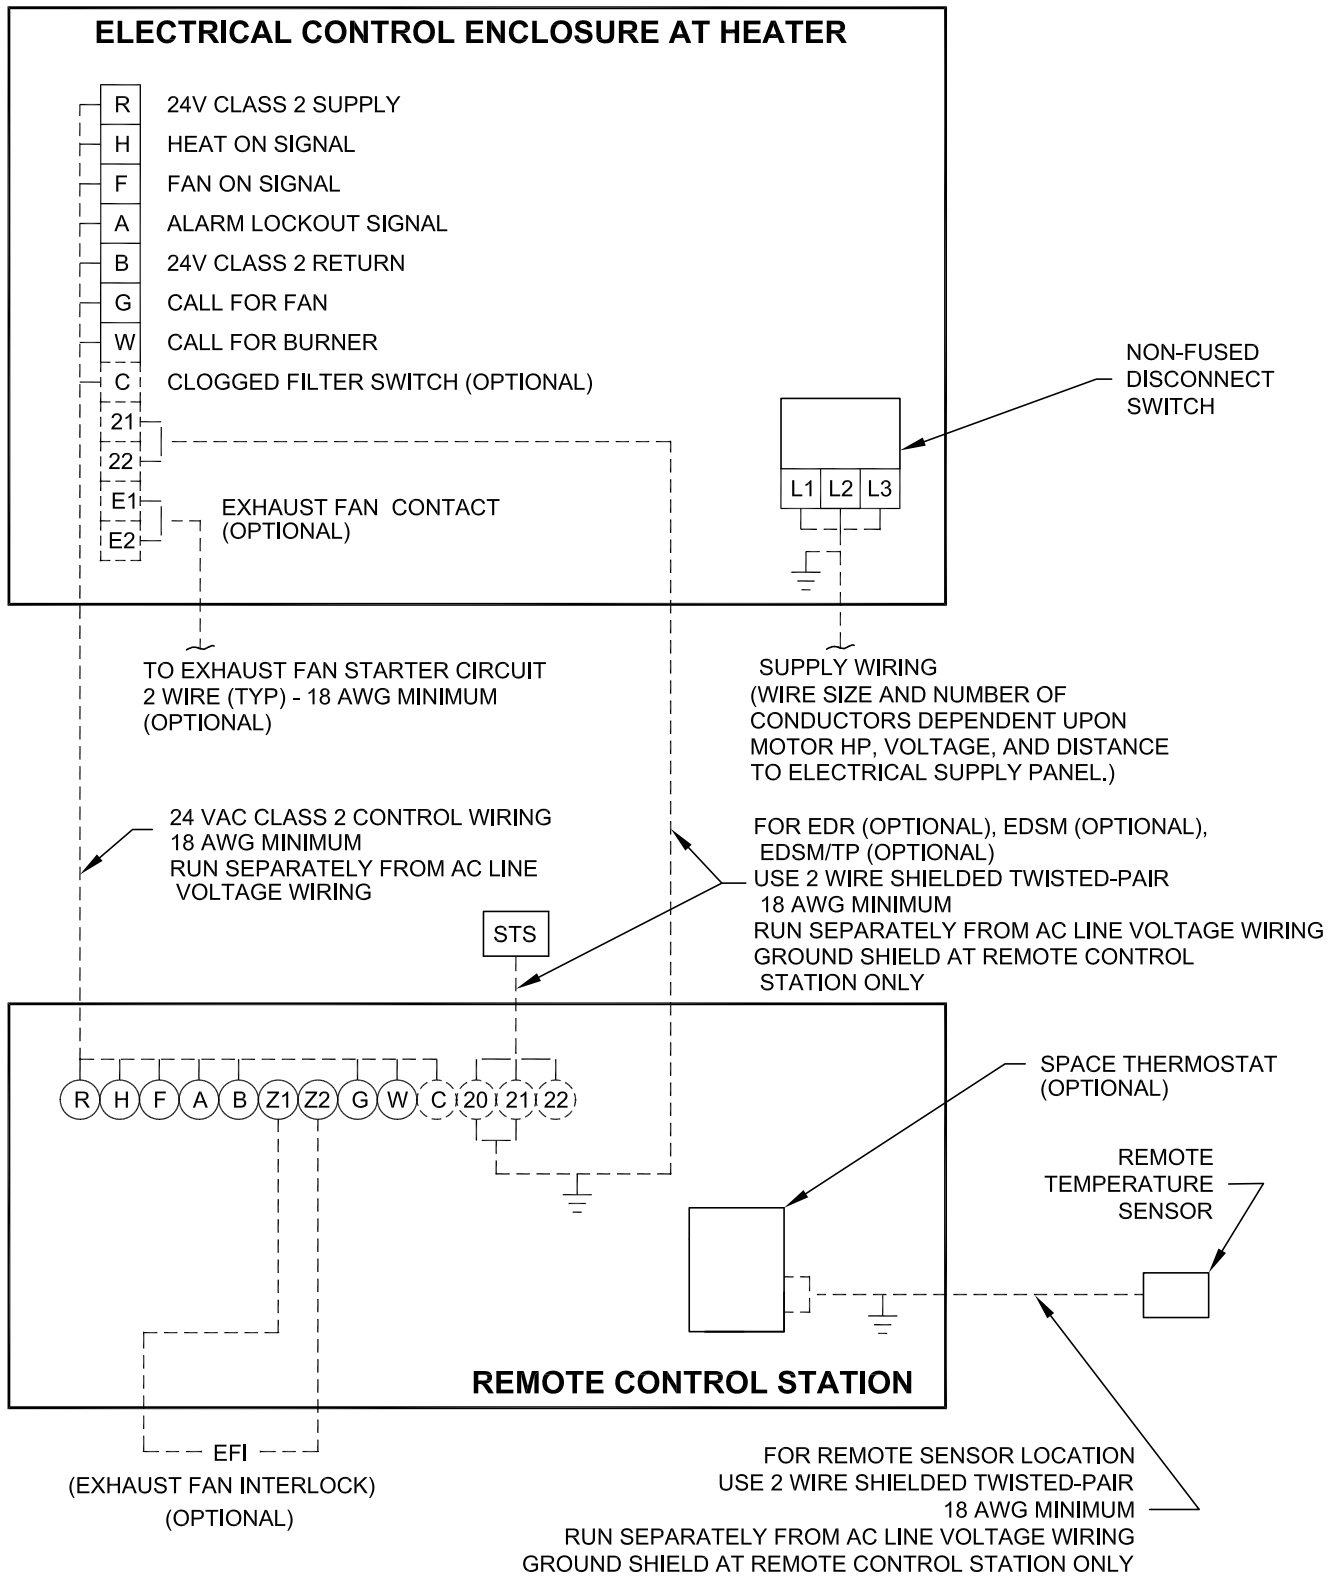 ELECTRICAL CONTROL ENCLOSURE AT HEATER
R 24V CLASS 2 SUPPLY
H HEAT ON SIGNAL
F FAN ON SIGNAL
A ALARM LOCKOUT SIGNAL
B 24V CLASS 2 RETURN
G CALL FOR FAN
W CALL FOR BURNER
C CLOGGED FILTER SWITCH (OPTIONAL)
21
22
E1
E2
EXHAUST FAN CONTACT
(OPTIONAL)
NON-FUSED
DISCONNECT
SWITCH
L1 L2 L3
TO EXHAUST FAN STARTER CIRCUIT
2 WIRE (TYP) - 18 AWG MINIMUM
(OPTIONAL)
SUPPLY WIRING
(WIRE SIZE AND NUMBER OF
CONDUCTORS DEPENDENT UPON
MOTOR HP, VOLTAGE, AND DISTANCE
TO ELECTRICAL SUPPLY PANEL.)
24 VAC CLASS 2 CONTROL WIRING
18 AWG MINIMUM
RUN SEPARATELY FROM AC LINE
VOLTAGE WIRING
FOR EDR (OPTIONAL), EDSM (OPTIONAL),
EDSM/TP (OPTIONAL)
USE 2 WIRE SHIELDED TWISTED-PAIR
18 AWG MINIMUM
RUN SEPARATELY FROM AC LINE VOLTAGE WIRING
GROUND SHIELD AT REMOTE CONTROL
STATION ONLY
STS
R H F A B Z1 Z2 G W C 20 21 22
SPACE THERMOSTAT
(OPTIONAL)
REMOTE
TEMPERATURE
SENSOR
REMOTE CONTROL STATION
EFI
(EXHAUST FAN INTERLOCK)
(OPTIONAL)
FOR REMOTE SENSOR LOCATION
USE 2 WIRE SHIELDED TWISTED-PAIR
18 AWG MINIMUM
RUN SEPARATELY FROM AC LINE VOLTAGE WIRING
GROUND SHIELD AT REMOTE CONTROL STATION ONLY